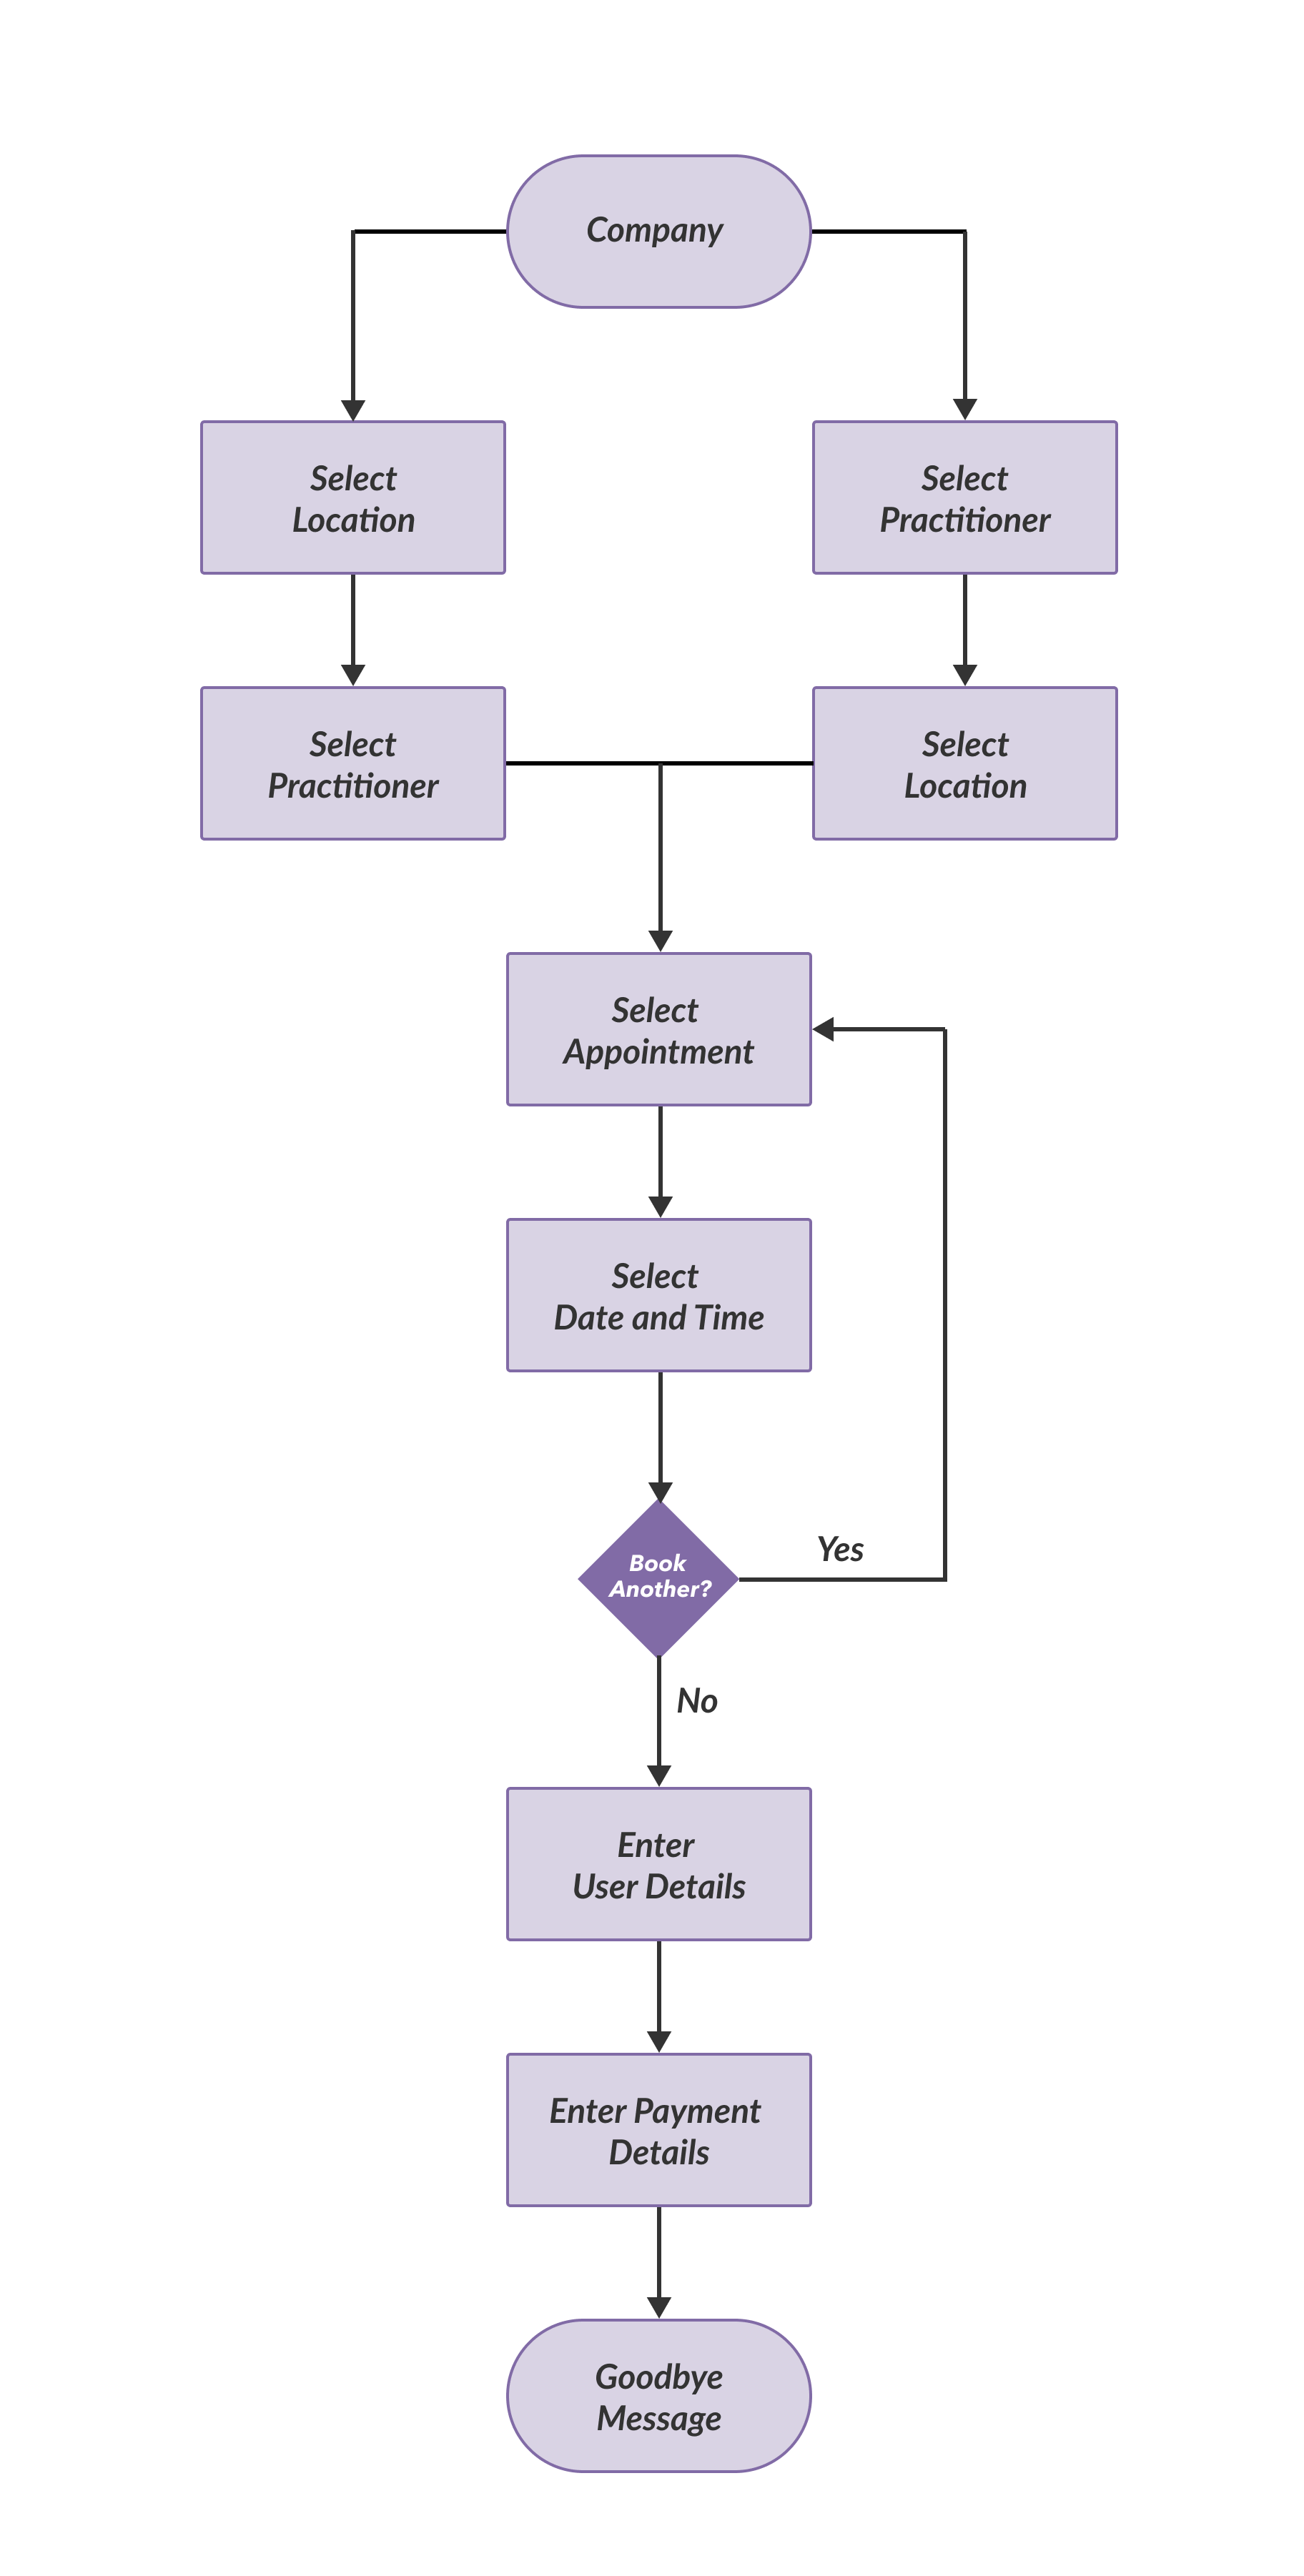 Company
Select
Location
Select
Practitioner
Select
Practitioner
Select
Location
Select
Appointment
Select
Date and Time
Book
Another?
Yes
No
Enter
User Details
Enter Payment
Details
Goodbye
Message